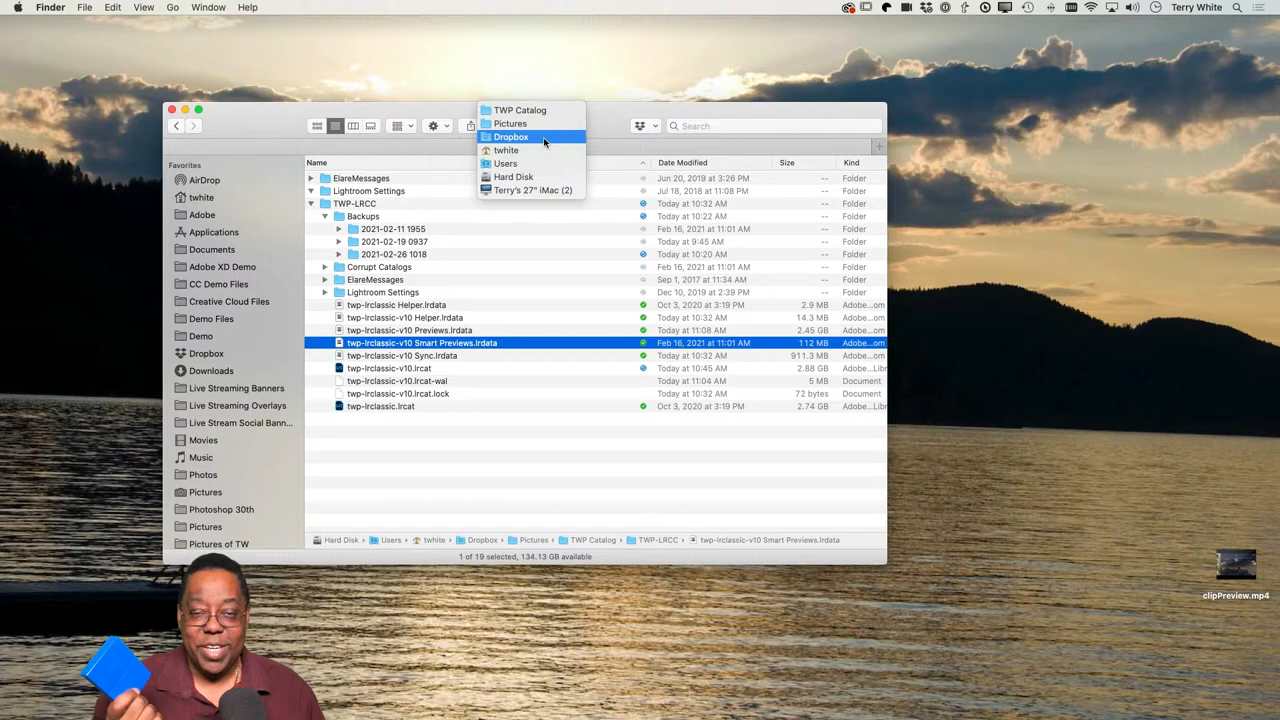 Finder File Edit View Go Window Help Terry White
TWP Catalog
Pictures
Dropbox
twhite
Users
Hard Disk
Terry's 27" iMac (2)
Search
Favorites
AirDrop
twhite
Adobe
Applications
Documents
Adobe XD Demo
CC Demo Files
Creative Cloud Files
Demo Files
Demo
Dropbox
Downloads
Live Streaming Banners
Live Streaming Overlays
Live Stream Social Bann...
Movies
Music
Photos
Pictures
Photoshop 30th
Pictures
Pictures of TW
Name Date Modified Size Kind
ElareMessages Jun 20, 2019 at 3:26 PM -- Folder
Lightroom Settings Jul 18, 2018 at 11:08 PM -- Folder
TWP-LRCC Today at 10:32 AM -- Folder
Backups Today at 10:22 AM -- Folder
2021-02-11 1955 Feb 16, 2021 at 11:01 AM -- Folder
2021-02-19 0937 Today at 9:45 AM -- Folder
2021-02-26 1018 Today at 10:20 AM -- Folder
Corrupt Catalogs Feb 16, 2021 at 11:01 AM -- Folder
ElareMessages Sep 1, 2017 at 11:34 AM -- Folder
Lightroom Settings Dec 10, 2019 at 2:39 PM -- Folder
twp-lrclassic Helper.lrdata Oct 3, 2020 at 3:19 PM 2.9 MB Adobe...om
twp-lrclassic-v10 Helper.lrdata Today at 10:32 AM 14.3 MB Adobe...om
twp-lrclassic-v10 Previews.lrdata Today at 11:08 AM 2.45 GB Adobe...om
twp-lrclassic-v10 Smart Previews.lrdata Feb 16, 2021 at 11:01 AM 112 MB Adobe...om
twp-lrclassic-v10 Sync.lrdata Today at 10:32 AM 911.3 MB Adobe...om
twp-lrclassic-v10.lrcat Today at 10:45 AM 2.88 GB Adobe...Libr
twp-lrclassic-v10.lrcat-wal Today at 11:04 AM 5 MB Document
twp-lrclassic-v10.lrcat.lock Today at 10:32 AM 72 bytes Document
twp-lrclassic.lrcat Oct 3, 2020 at 3:19 PM 2.74 GB Adobe...Libr
Hard Disk Users twhite Dropbox Pictures TWP Catalog TWP-LRCC twp-lrclassic-v10 Smart Previews.lrdata
1 of 19 selected, 134.13 GB available
clipPreview.mp4